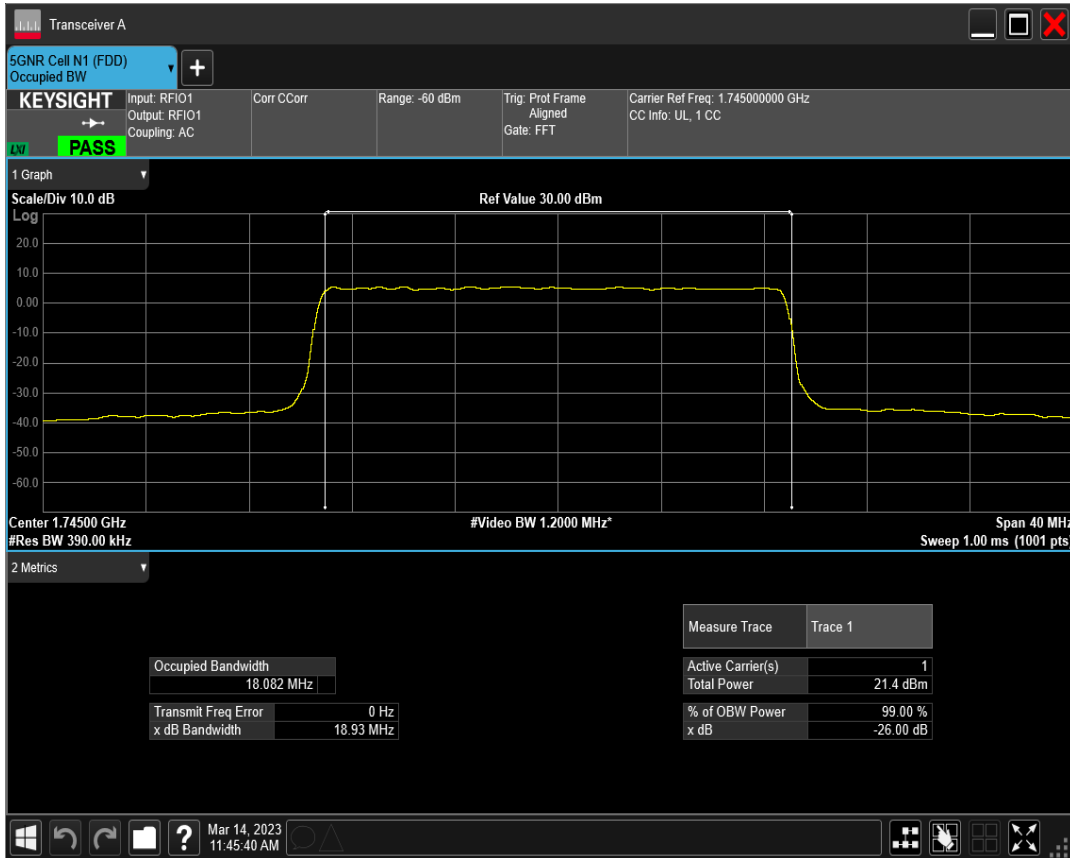 Transceiver A
5GNR Cell N1 (FDD)
Occupied BW
+
KEYSIGHT
LXI
PASS
Input: RFIO1
Output: RFIO1
Coupling: AC
Corr CCorr
Range: -60 dBm
Trig: Prot Frame
Aligned
Gate: FFT
Carrier Ref Freq: 1.745000000 GHz
CC Info: UL, 1 CC
1 Graph
Scale/Div 10.0 dB
Ref Value 30.00 dBm
Log
20.0
10.0
0.00
-10.0
-20.0
-30.0
-40.0
-50.0
-60.0
Center 1.74500 GHz
#Video BW 1.2000 MHz*
Span 40 MHz
#Res BW 390.00 kHz
Sweep 1.00 ms (1001 pts)
2 Metrics
Measure Trace Trace 1
Occupied Bandwidth
18.082 MHz
Transmit Freq Error 0 Hz
x dB Bandwidth 18.93 MHz
Active Carrier(s) 1
Total Power 21.4 dBm
% of OBW Power 99.00 %
x dB -26.00 dB
?
Mar 14, 2023
11:45:40 AM